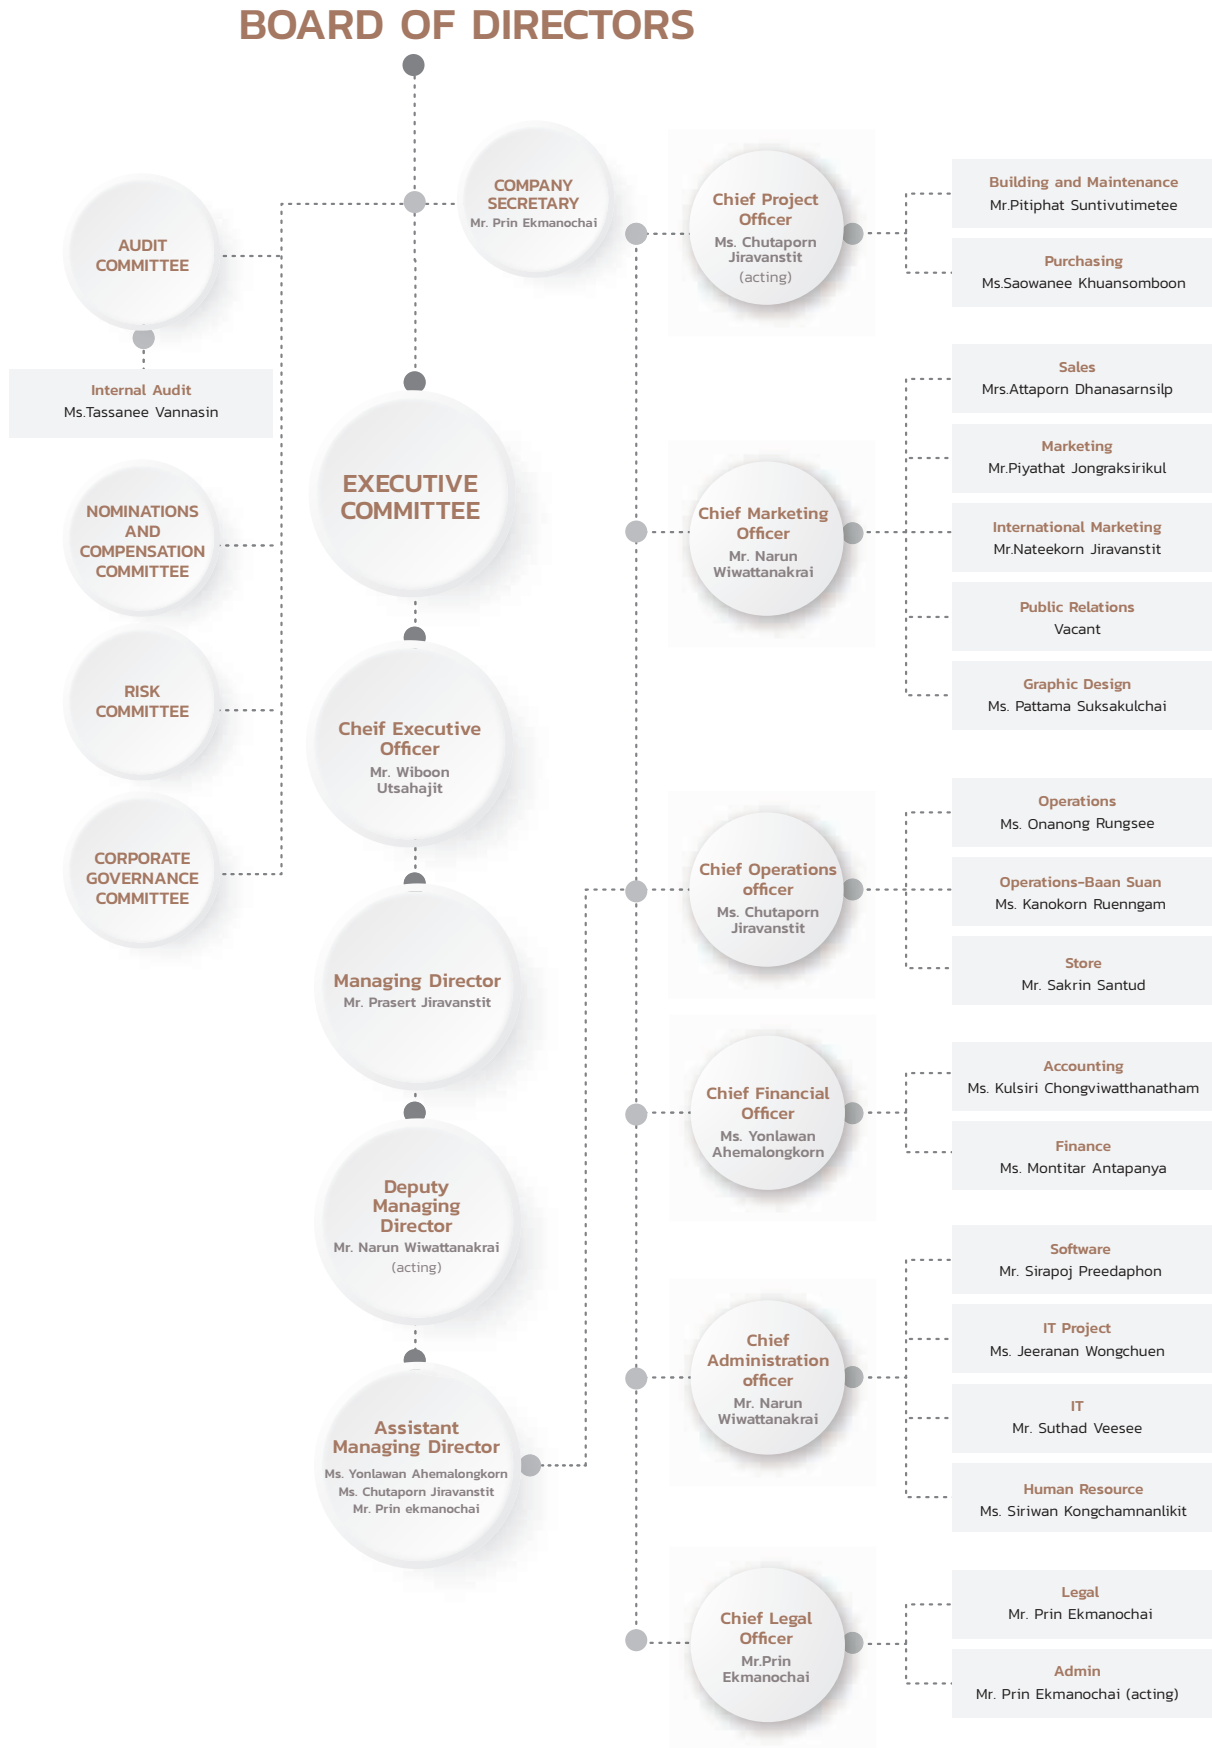 BOARD OF DIRECTORS
COMPANY
SECRETARY
Mr. Prin Ekmanochai
AUDIT
COMMITTEE
Internal Audit
Ms.Tassanee Vannasin
NOMINATIONS
AND
COMPENSATION
COMMITTEE
RISK
COMMITTEE
CORPORATE
GOVERNANCE
COMMITTEE
EXECUTIVE
COMMITTEE
Cheif Executive
Officer
Mr. Wiboon
Utsahajit
Managing Director
Mr. Prasert Jiravanstit
Deputy
Managing
Director
Mr. Narun Wiwattanakrai
(acting)
Assistant
Managing Director
Ms. Yonlawan Ahemalongkorn
Ms. Chutaporn Jiravanstit
Mr. Prin ekmanochai
Chief Project
Officer
Ms. Chutaporn
Jiravanstit
(acting)
Building and Maintenance
Mr.Pitiphat Suntivutimetee
Purchasing
Ms.Saowanee Khuansomboon
Chief Marketing
Officer
Mr. Narun
Wiwattanakrai
Sales
Mrs.Attaporn Dhanasarnsilp
Marketing
Mr.Piyathat Jongraksirikul
International Marketing
Mr.Nateekorn Jiravanstit
Public Relations
Vacant
Graphic Design
Ms. Pattama Suksakulchai
Chief Operations
officer
Ms. Chutaporn
Jiravanstit
Operations
Ms. Onanong Rungsee
Operations-Baan Suan
Ms. Kanokorn Ruenngam
Store
Mr. Sakrin Santud
Chief Financial
Officer
Ms. Yonlawan
Ahemalongkorn
Accounting
Ms. Kulsiri Chongviwatthanatham
Finance
Ms. Montitar Antapanya
Chief
Administration
officer
Mr. Narun
Wiwattanakrai
Software
Mr. Sirapoj Preedaphon
IT Project
Ms. Jeeranan Wongchuen
IT
Mr. Suthad Veesee
Human Resource
Ms. Siriwan Kongchamnanlikit
Chief Legal
Officer
Mr.Prin
Ekmanochai
Legal
Mr. Prin Ekmanochai
Admin
Mr. Prin Ekmanochai (acting)